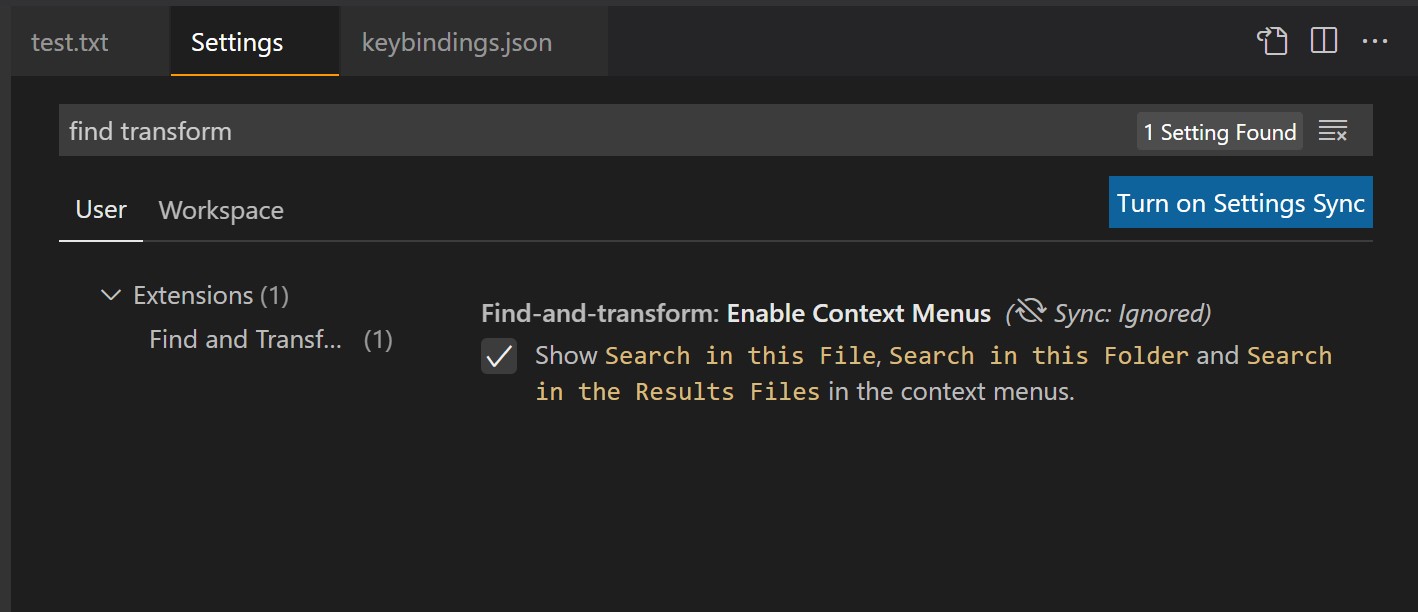 test.txt Settings keybindings.json
find transform 1 Setting Found
User Workspace Turn on Settings Sync
Extensions (1)
Find and Transf... (1)
Find-and-transform: Enable Context Menus ( Sync: Ignored)
Show Search in this File, Search in this Folder and Search
in the Results Files in the context menus.